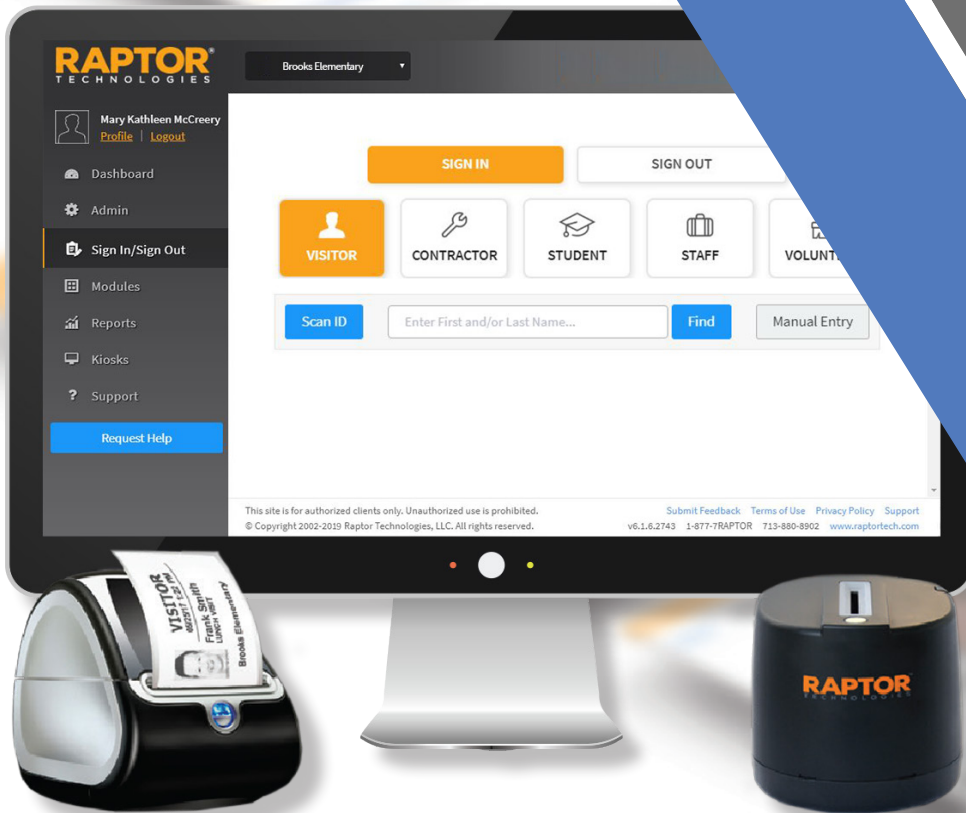 RAPTOR®
TECHNOLOGIES
Brooks Elementary
Mary Kathleen McCreery
Profile | Logout
Dashboard
Admin
Sign In/Sign Out
Modules
Reports
Kiosks
Support
Request Help
SIGN IN
SIGN OUT
VISITOR
CONTRACTOR
STUDENT
STAFF
VOLUNT
Scan ID
Enter First and/or Last Name...
Find
Manual Entry
This site is for authorized clients only. Unauthorized use is prohibited.
© Copyright 2002-2019 Raptor Technologies, LLC. All rights reserved.
Submit Feedback Terms of Use Privacy Policy Support
v6.1.6.2743 1-877-7RAPTOR 713-880-8902 www.raptortech.com
VISITOR
Frank Smith
LUNCH VISIT
Brooks Elementary
RAPTOR
TECHNOLOGIES